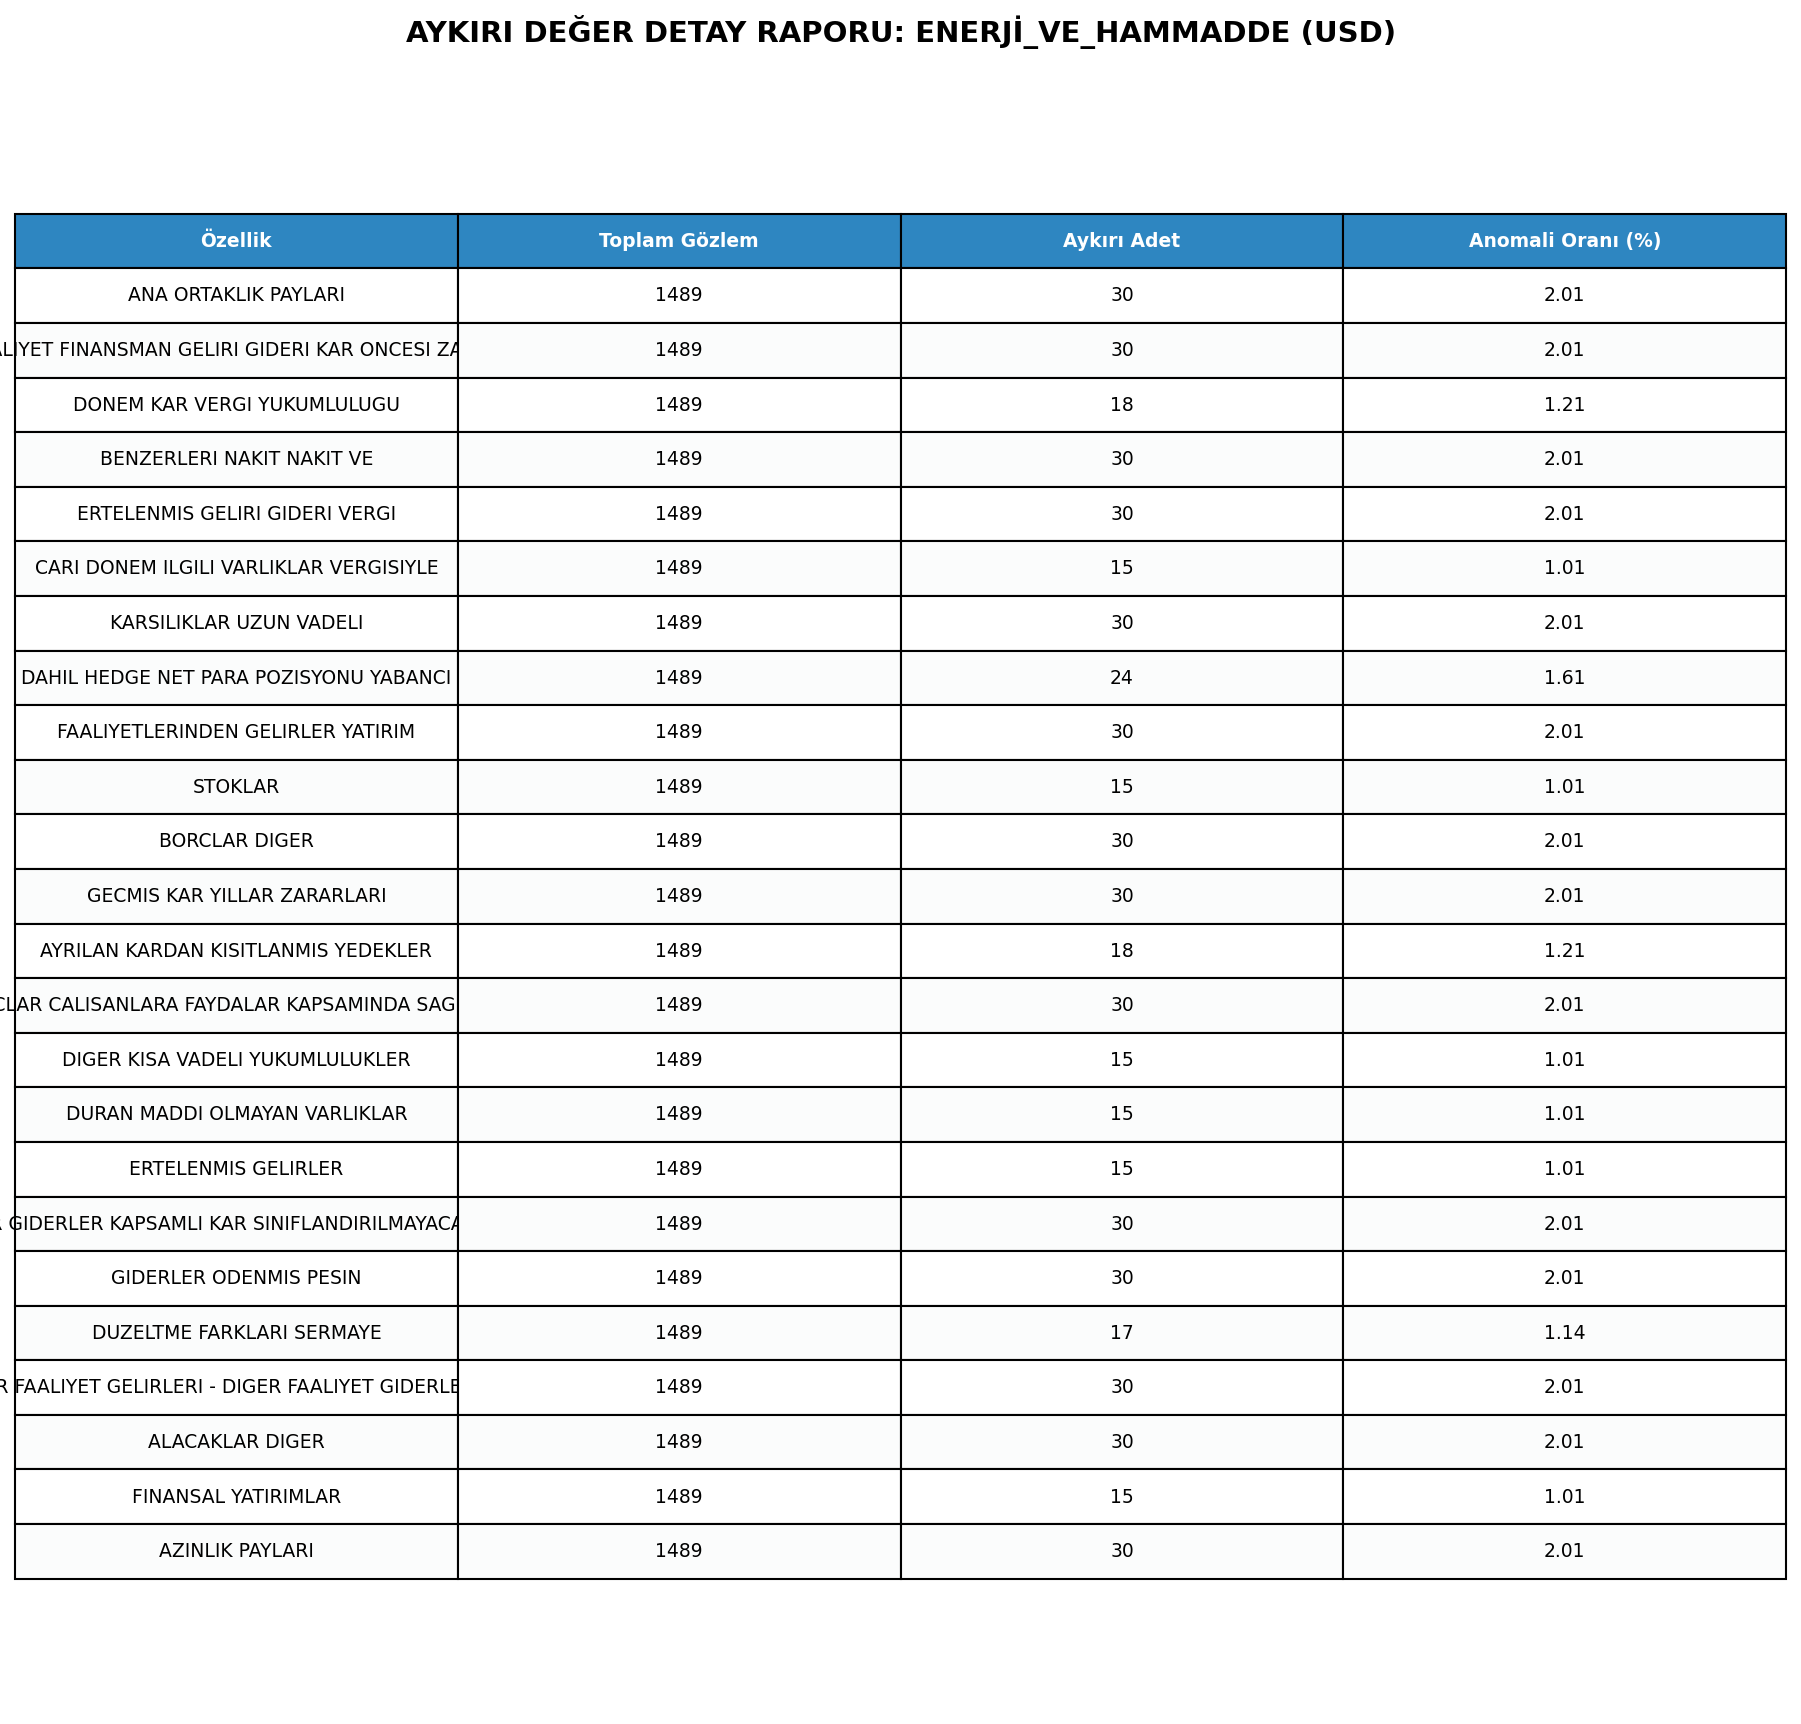 AYKIRI DEĞER DETAY RAPORU: ENERJİ_VE_HAMMADDE (USD)
Özellik Toplam Gözlem Aykırı Adet Anomali Oranı (%)
ANA ORTAKLIK PAYLARI 1489 30 2.01
FINANSMAN GELIRI GIDERI KAR ONCESI 1489 30 2.01
DONEM KAR VERGI YUKUMLULUGU 1489 18 1.21
BENZERLERI NAKIT NAKIT VE 1489 30 2.01
ERTELENMIS GELIRI GIDERI VERGI 1489 30 2.01
CARI DONEM ILGILI VARLIKLAR VERGISIYLE 1489 15 1.01
KARSILIKLAR UZUN VADELI 1489 30 2.01
DAHIL HEDGE NET PARA POZISYONU YABANCI 1489 24 1.61
FAALIYETLERINDEN GELIRLER YATIRIM 1489 30 2.01
STOKLAR 1489 15 1.01
BORCLAR DIGER 1489 30 2.01
GECMIS KAR YILLAR ZARARLARI 1489 30 2.01
AYRILAN KARDAN KISITLANMIS YEDEKLER 1489 18 1.21
CALISANLARA FAYDALAR KAPSAMINDA SAG 1489 30 2.01
DIGER KISA VADELI YUKUMLULUKLER 1489 15 1.01
DURAN MADDI OLMAYAN VARLIKLAR 1489 15 1.01
ERTELENMIS GELIRLER 1489 15 1.01
GIDERLER KAPSAMLI KAR SINIFLANDIRILMAYACA 1489 30 2.01
GIDERLER ODENMIS PESIN 1489 30 2.01
DUZELTME FARKLARI SERMAYE 1489 17 1.14
FAALIYET GELIRLERI - DIGER FAALIYET GIDERLE 1489 30 2.01
ALACAKLAR DIGER 1489 30 2.01
FINANSAL YATIRIMLAR 1489 15 1.01
AZINLIK PAYLARI 1489 30 2.01